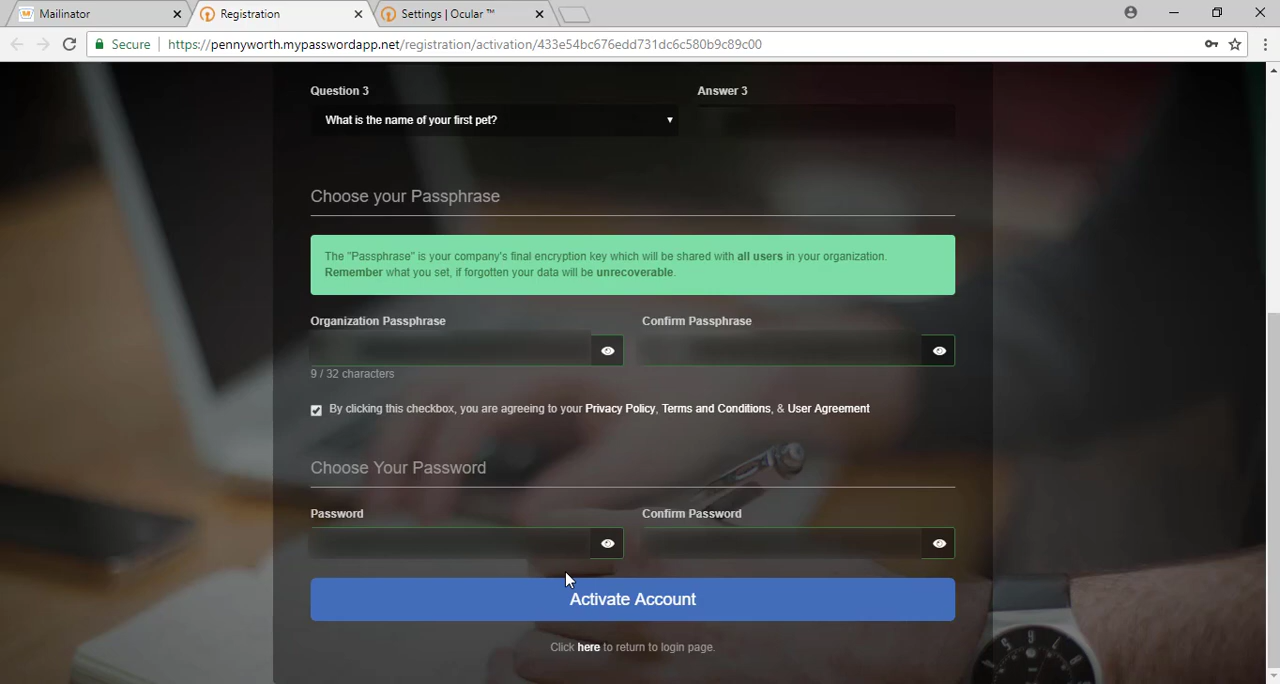 Mailinator
Registration
Settings | Ocular ™
Secure
https://pennyworth.mypasswordapp.net/registration/activation/433e54bc676edd731dc6c580b9c89c00
Question 3
Answer 3
What is the name of your first pet?
Choose your Passphrase
The "Passphrase" is your company's final encryption key which will be shared with all users in your organization.
Remember what you set, if forgotten your data will be unrecoverable.
Organization Passphrase
Confirm Passphrase
9 / 32 characters
By clicking this checkbox, you are agreeing to your Privacy Policy, Terms and Conditions, & User Agreement
Choose Your Password
Password
Confirm Password
Activate Account
Click here to return to login page.